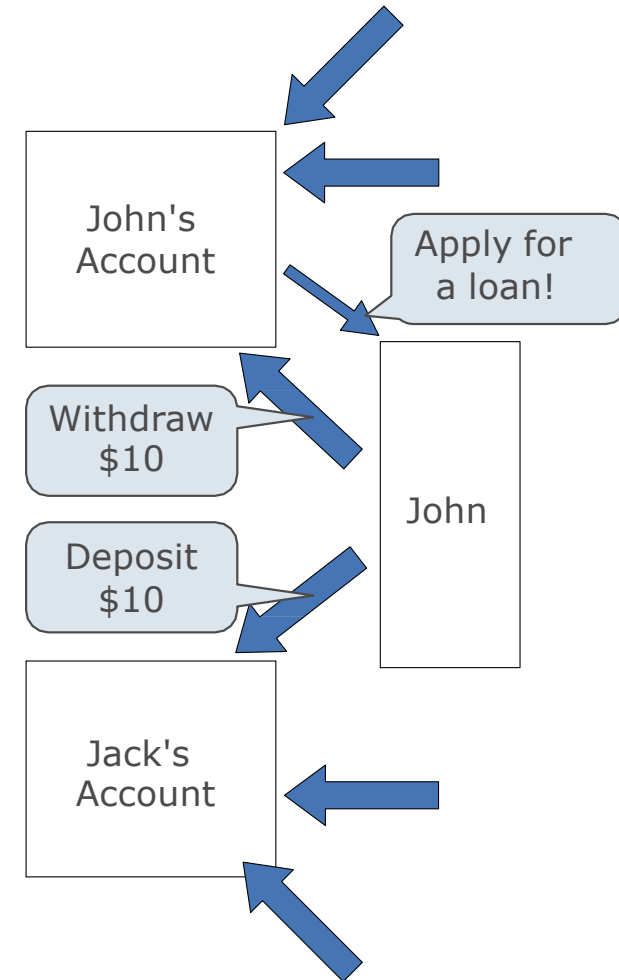 John's
Account
Apply for
a loan!
Withdraw
$10
John
Deposit
$10
Jack's
Account